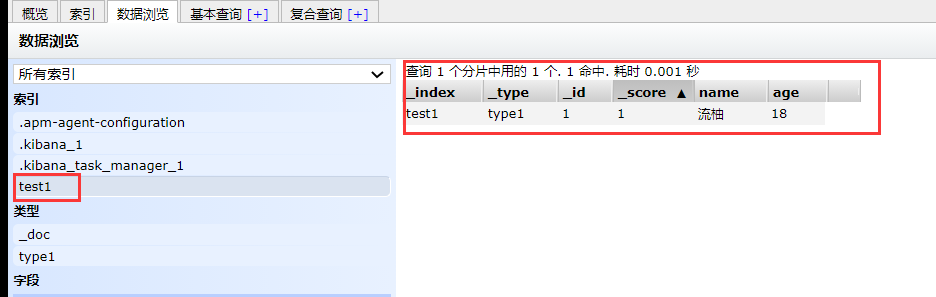 概览 索引 数据浏览 基本查询 [+] 复合查询 [+]
数据浏览
所有索引
索引
.apm-agent-configuration
.kibana_1
.kibana_task_manager_1
test1
类型
_doc
type1
字段
查询 1 个分片中用的 1 个. 1 命中. 耗时 0.001 秒
_index _type _id _score ▲ name age
test1 type1 1 1 流柚 18